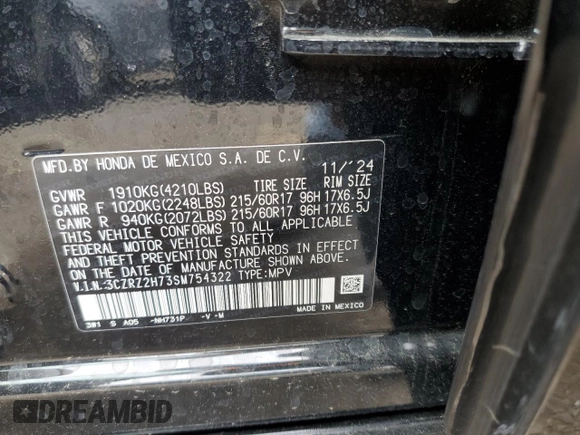 MFD.BY HONDA DE MEXICO S.A. DE C.V. 11/'24
GVWR 1910KG(4210LBS) TIRE SIZE RIM SIZE
GAWR F 1020KG(2248LBS) 215/60R17 96H 17X6.5J
GAWR R 940KG(2072LBS) 215/60R17 96H 17X6.5J
THIS VEHICLE CONFORMS TO ALL APPLICABLE
FEDERAL MOTOR VEHICLE SAFETY
AND THEFT PREVENTION STANDARDS IN EFFECT
ON THE DATE OF MANUFACTURE SHOWN ABOVE.
V.I.N.:3CZRZ2H73SM754322 TYPE:MPV
3W1 S A05 -NH731P -V-M MADE IN MEXICO
DREAMBID